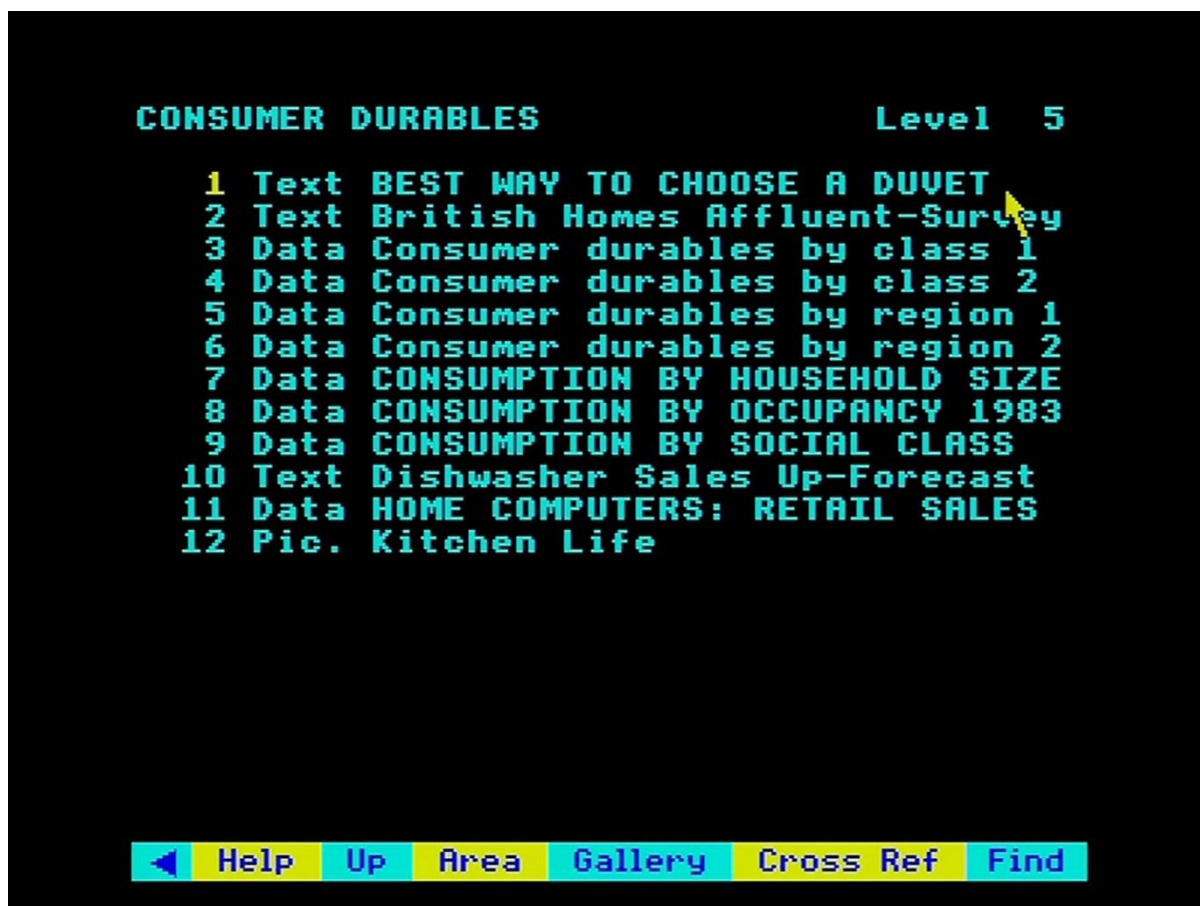 CONSUMER DURABLES Level 5
1 Text BEST WAY TO CHOOSE A DUVET
2 Text British Homes Affluent-Survey
3 Data Consumer durables by class 1
4 Data Consumer durables by class 2
5 Data Consumer durables by region 1
6 Data Consumer durables by region 2
7 Data CONSUMPTION BY HOUSEHOLD SIZE
8 Data CONSUMPTION BY OCCUPANCY 1983
9 Data CONSUMPTION BY SOCIAL CLASS
10 Text Dishwasher Sales Up-Forecast
11 Data HOME COMPUTERS: RETAIL SALES
12 Pic. Kitchen Life
Help Up Area Gallery Cross Ref Find